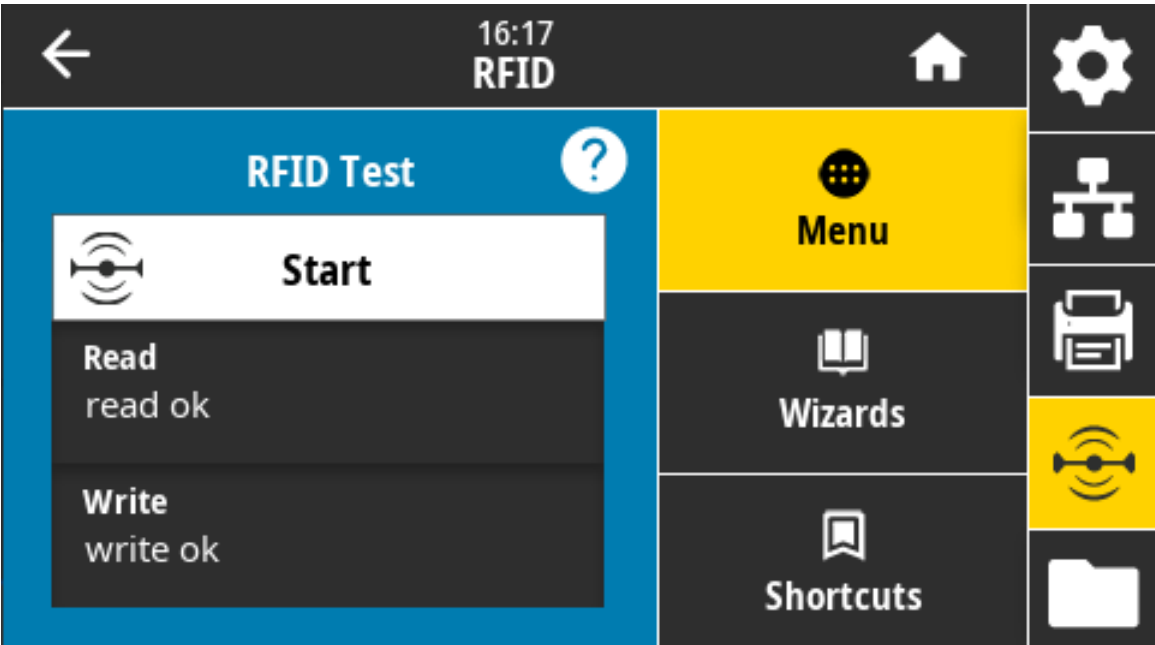 16:17
RFID
RFID Test
?
Start
Read
read ok
Write
write ok
Menu
Wizards
Shortcuts